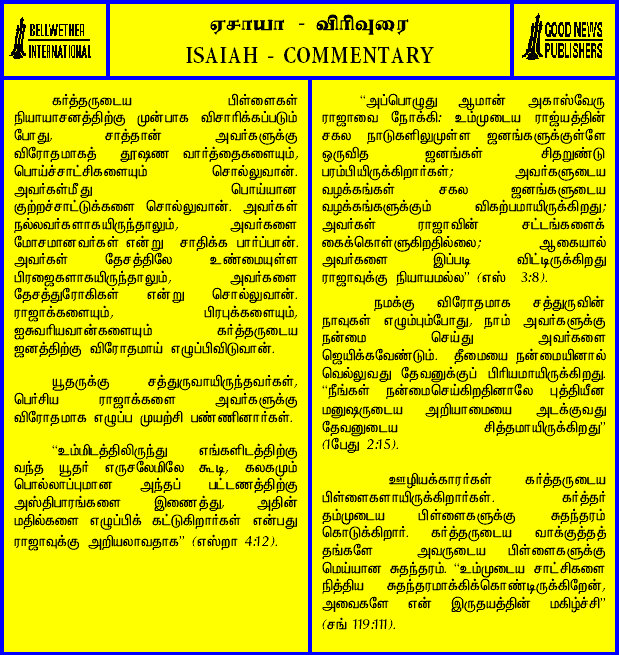 BELLWETHER
INTERNATIONAL
ஏசாயா - விரிவுரை
ISAIAH - COMMENTARY
GOOD NEWS
PUBLISHERS
கர்த்தருடைய பிள்ளைகள்
நியாயாசனத்திற்கு முன்பாக விசாரிக்கப்படும்
போது, சாத்தான் அவர்களுக்கு
விரோதமாகத் தூஷண வார்த்தைகளையும்,
பொய்ச்சாட்சிகளையும் சொல்லுவான்.
அவர்கள்மீது பொய்யான
குற்றச்சாட்டுக்களை சொல்லுவான். அவர்கள்
நல்லவர்களாகயிருந்தாலும், அவர்களை
மோசமானவர்கள் என்று சாதிக்க பார்ப்பான்.
அவர்கள் தேசத்திலே உண்மையுள்ள
பிரஜைகளாகயிருந்தாலும், அவர்களை
தேசத்துரோகிகள் என்று சொல்லுவான்.
ராஜாக்களையும், பிரபுக்களையும்,
ஐசுவரியவான்களையும் கர்த்தருடைய
ஜனத்திற்கு விரோதமாய் எழுப்பிவிடுவான்.
யூதருக்கு சத்துருவாயிருந்தவர்கள்,
பெர்சிய ராஜாக்களை அவர்களுக்கு
விரோதமாக எழுப்ப முயற்சி பண்ணினார்கள்.
“உம்மிடத்திலிருந்து எங்களிடத்திற்கு
வந்த யூதர் எருசலேமிலே கூடி, கலகமும்
பொல்லாப்புமான அந்தப் பட்டணத்திற்கு
அஸ்திபாரங்களை இணைத்து, அதின்
மதில்களை எழுப்பிக் கட்டுகிறார்கள் என்பது
ராஜாவுக்கு அறியலாவதாக” (எஸ்றா 4:12).
“அப்பொழுது ஆமான் அகாஸ்வேரு
ராஜாவை நோக்கி: உம்முடைய ராஜ்யத்தின்
சகல நாடுகளிலுமுள்ள ஜனங்களுக்குள்ளே
ஒருவித ஜனங்கள் சிதறுண்டு
பரம்பியிருக்கிறார்கள்; அவர்களுடைய
வழக்கங்கள் சகல ஜனங்களுடைய
வழக்கங்களுக்கும் விகற்பமாயிருக்கிறது;
அவர்கள் ராஜாவின் சட்டங்களைக்
கைக்கொள்ளுகிறதில்லை; ஆகையால்
அவர்களை இப்படி விட்டிருக்கிறது
ராஜாவுக்கு நியாயமல்ல” (எஸ் 3:8).
நமக்கு விரோதமாக சத்துருவின்
நாவுகள் எழும்பும்போது, நாம் அவர்களுக்கு
நன்மை செய்து அவர்களை
ஜெயிக்கவேண்டும். தீமையை நன்மையினால்
வெல்லுவது தேவனுக்குப் பிரியமாயிருக்கிறது.
“நீங்கள் நன்மைசெய்கிறதினாலே புத்தியீன
மனுஷருடைய அறியாமையை அடக்குவது
தேவனுடைய சித்தமாயிருக்கிறது”
(1பேது 2:15).
ஊழியக்காரர்கள் கர்த்தருடைய
பிள்ளைகளாயிருக்கிறார்கள். கர்த்தர்
தம்முடைய பிள்ளைகளுக்கு சுதந்தரம்
கொடுக்கிறார். கர்த்தருடைய வாக்குத்தத்
தங்களே அவருடைய பிள்ளைகளுக்கு
மெய்யான சுதந்தரம். “உம்முடைய சாட்சிகளை
நித்திய சுதந்தரமாக்கிக்கொண்டிருக்கிறேன்,
அவைகளே என் இருதயத்தின் மகிழ்ச்சி”
(சங் 119:111).